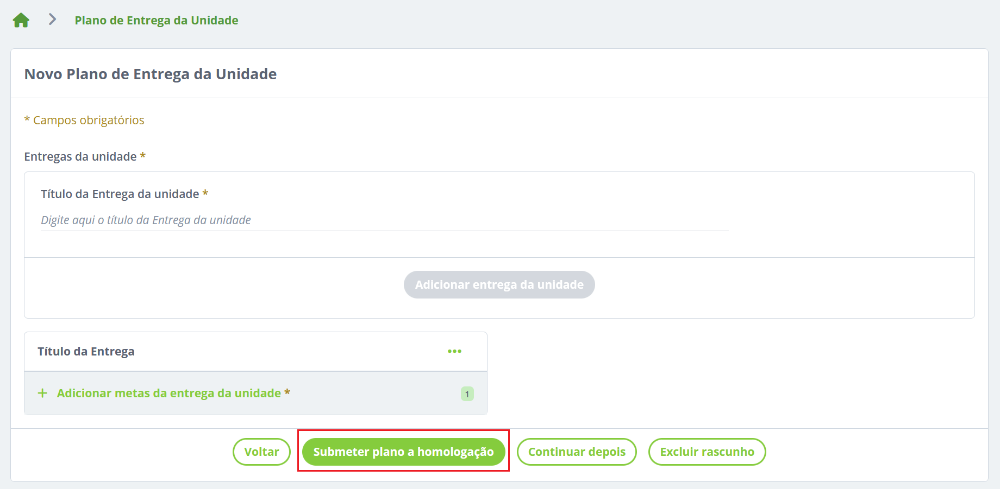 Plano de Entrega da Unidade
Novo Plano de Entrega da Unidade
* Campos obrigatórios
Entregas da unidade *
Título da Entrega da unidade *
Digite aqui o título da Entrega da unidade
Adicionar entrega da unidade
Título da Entrega
+ Adicionar metas da entrega da unidade * 1
Voltar Submeter plano a homologação Continuar depois Excluir rascunho